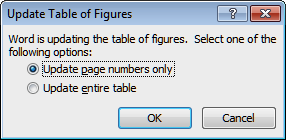 Update Table of Figures
Word is updating the table of figures. Select one of the
following options:
Update page numbers only
Update entire table
OK Cancel